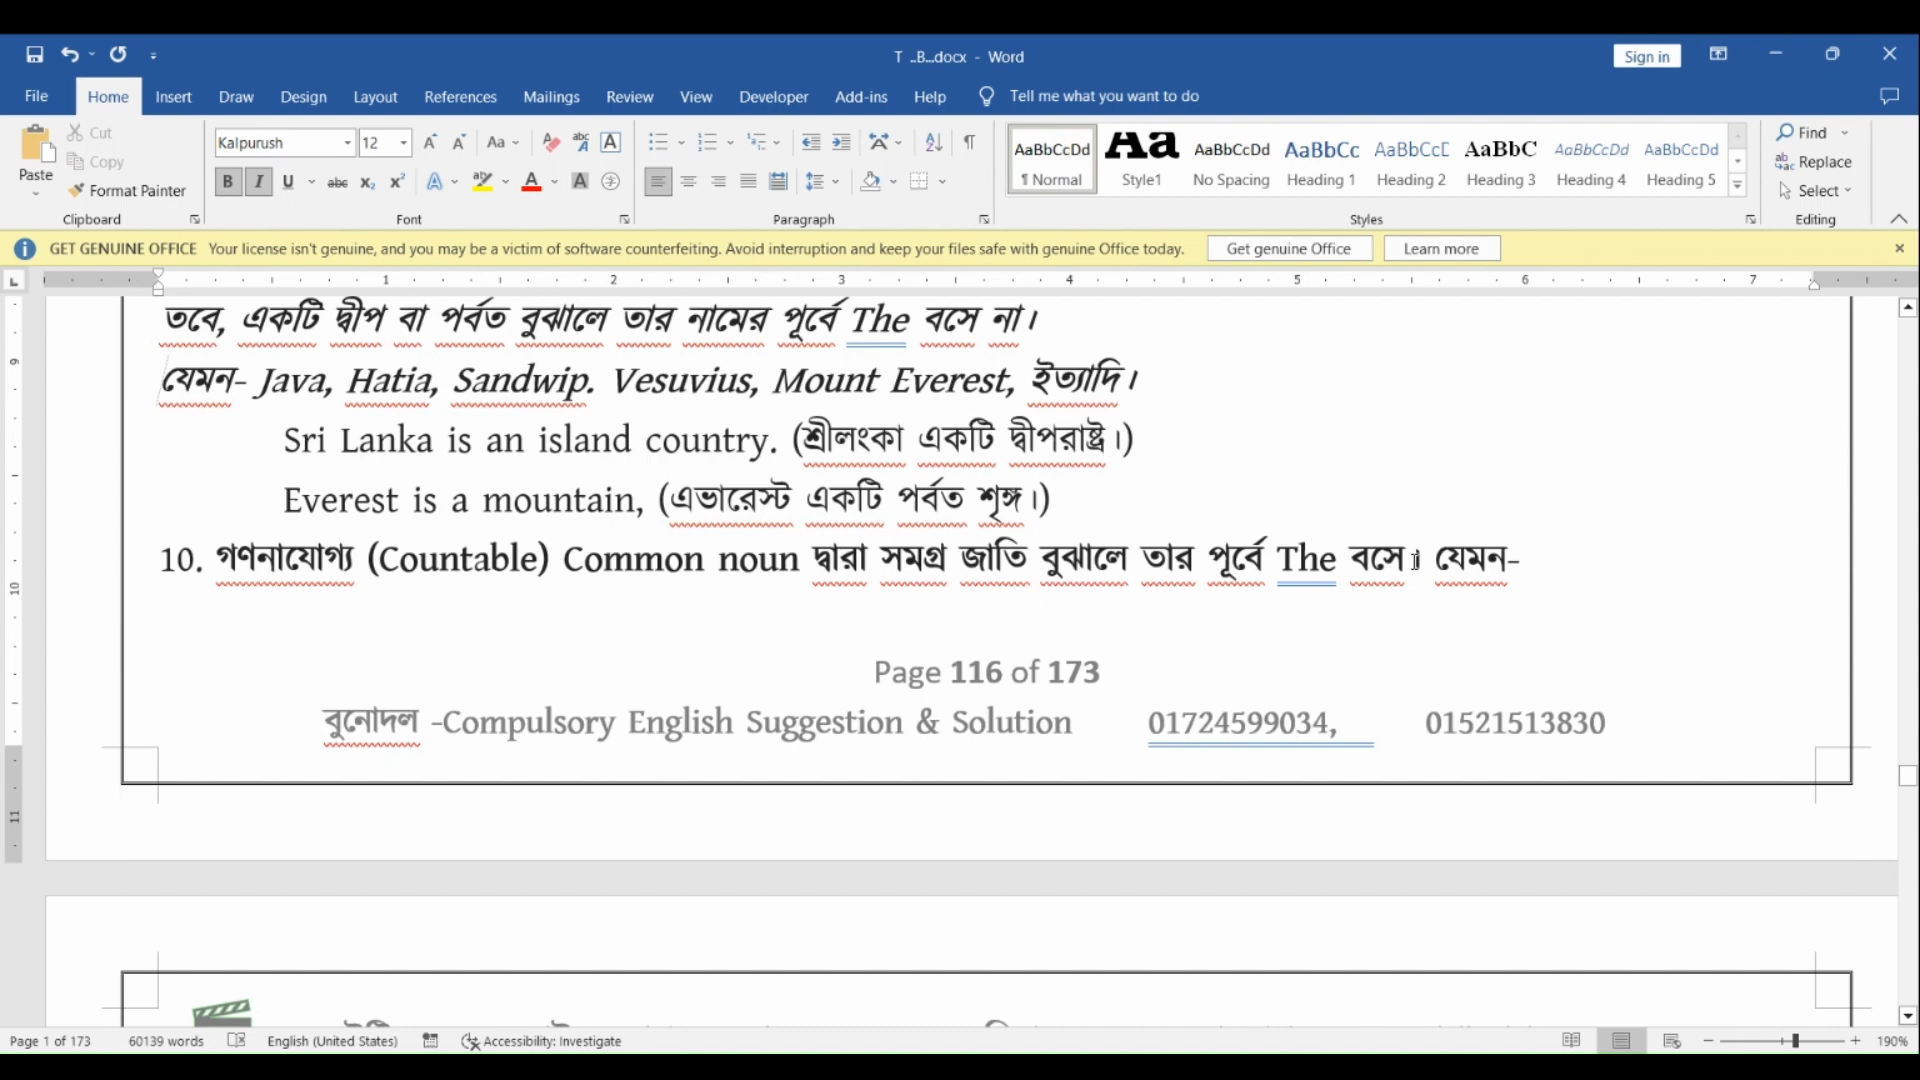 T ..B...docx - Word
Sign in
File Home Insert Draw Design Layout References Mailings Review View Developer Add-ins Help Tell me what you want to do
Paste
Cut
Copy
Format Painter
Clipboard
Kalpurush 12
Font
Paragraph
AaBbCcDd AaBbCcDd AaBbCc AaBbCcD AaBbC AaBbCcDd AaBbCcDd
¶ Normal Style1 No Spacing Heading 1 Heading 2 Heading 3 Heading 4 Heading 5
Styles
Find
Replace
Select
Editing
GET GENUINE OFFICE Your license isn't genuine, and you may be a victim of software counterfeiting. Avoid interruption and keep your files safe with genuine Office today. Get genuine Office Learn more
1 2 3 4 5 6 7
তবে, একটি দ্বীপ বা পর্বত বুঝালে তার নামের পূর্বে The বসে না।
যেমন- Java, Hatia, Sandwip. Vesuvius, Mount Everest, ইত্যাদি।
Sri Lanka is an island country. (শ্রীলংকা একটি দ্বীপরাষ্ট্র।)
Everest is a mountain, (এভারেস্ট একটি পর্বত শৃঙ্গ।)
10. গণনাযোগ্য (Countable) Common noun দ্বারা সমগ্র জাতি বুঝালে তার পূর্বে The বসে। যেমন-
Page 116 of 173
বুনোদল -Compulsory English Suggestion & Solution 01724599034, 01521513830
Page 1 of 173 60139 words English (United States) Accessibility: Investigate 190%